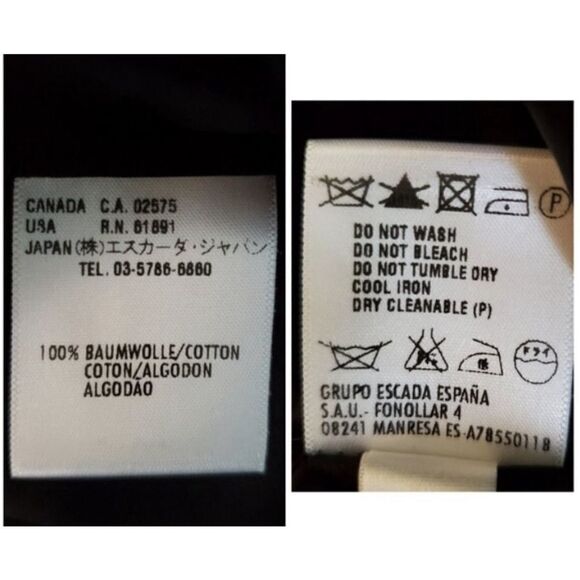 CANADA C.A. 02575
USA R.N. 61691
JAPAN (株)エスカーダ・ジャパン
TEL. 03-5786-6860
100% BAUMWOLLE/COTTON
COTON/ALGODON
ALGODAO
P
DO NOT WASH
DO NOT BLEACH
DO NOT TUMBLE DRY
COOL IRON
DRY CLEANABLE (P)
ドライ
GRUPO ESCADA ESPAÑA
S.A.U.- FONOLLAR 4
08241 MANRESA ES-A78550118